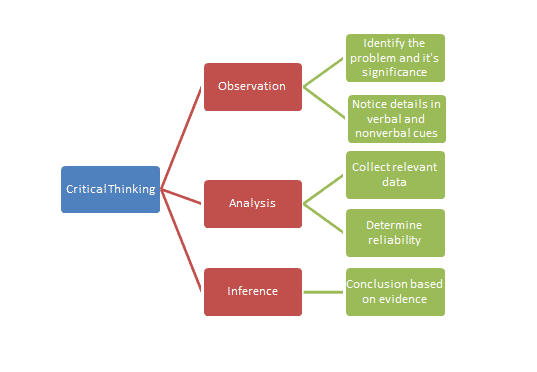 Critical Thinking
Observation
Identify the
problem and it's
significance
Notice details in
verbal and
nonverbal cues
Analysis
Collect relevant
data
Determine
reliability
Inference
Conclusion based
on evidence